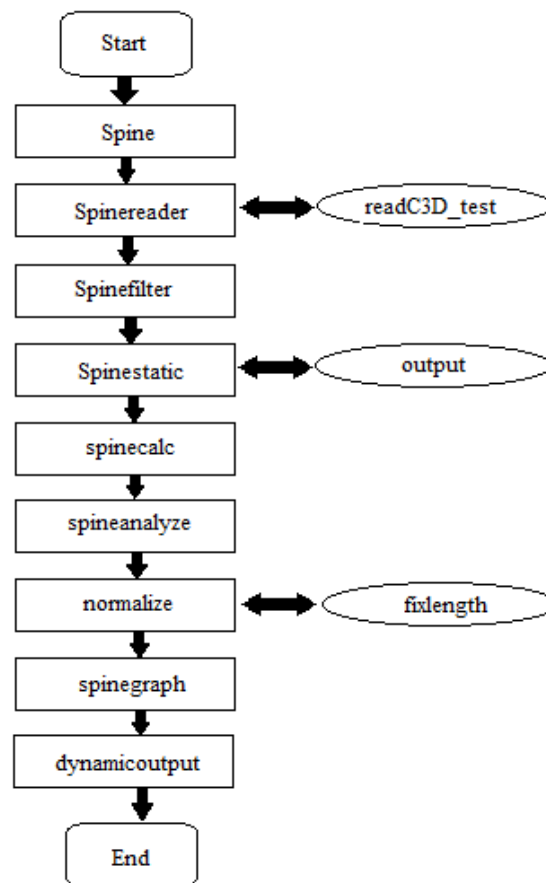 Start
Spine
Spinereader
readC3D_test
Spinefilter
Spinestatic
output
spinecalc
spineanalyze
normalize
fixlength
spinegraph
dynamicoutput
End